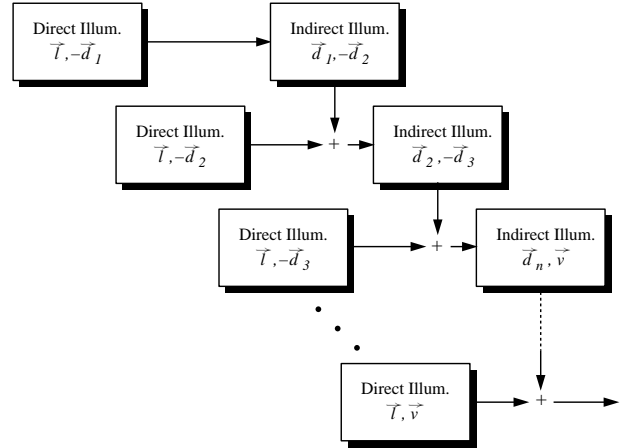 Direct Illum.
l⃗, −d⃗₁
Indirect Illum.
d⃗₁, −d⃗₂
Direct Illum.
l⃗, −d⃗₂
+
Indirect Illum.
d⃗₂, −d⃗₃
Direct Illum.
l⃗, −d⃗₃
+
Indirect Illum.
d⃗ₙ, v⃗
Direct Illum.
l⃗, v⃗
+